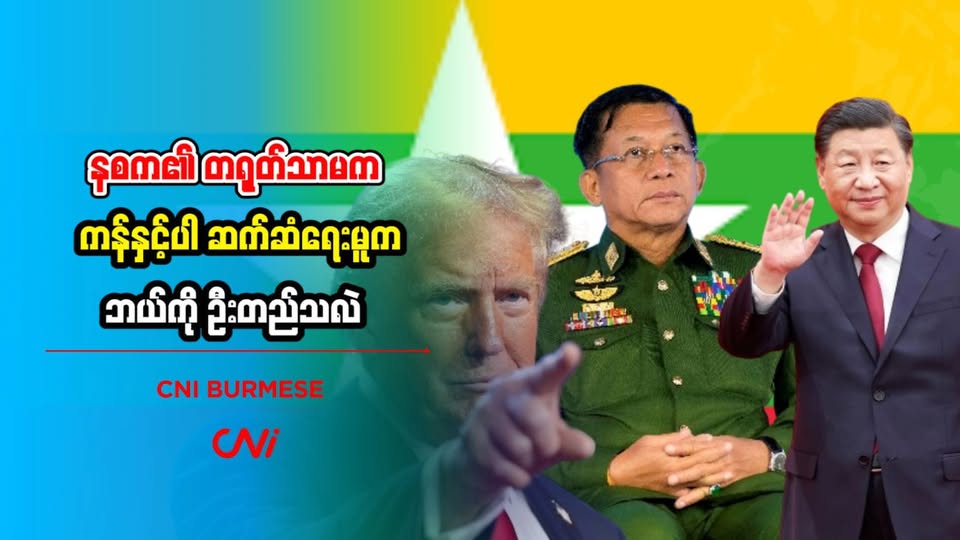 နစက၏ တရုတ်သာမက
ကန်နှင့်ပါ ဆက်ဆံရေးမူက
ဘယ်ကို ဦးတည်သလဲ
CNI BURMESE
CNi